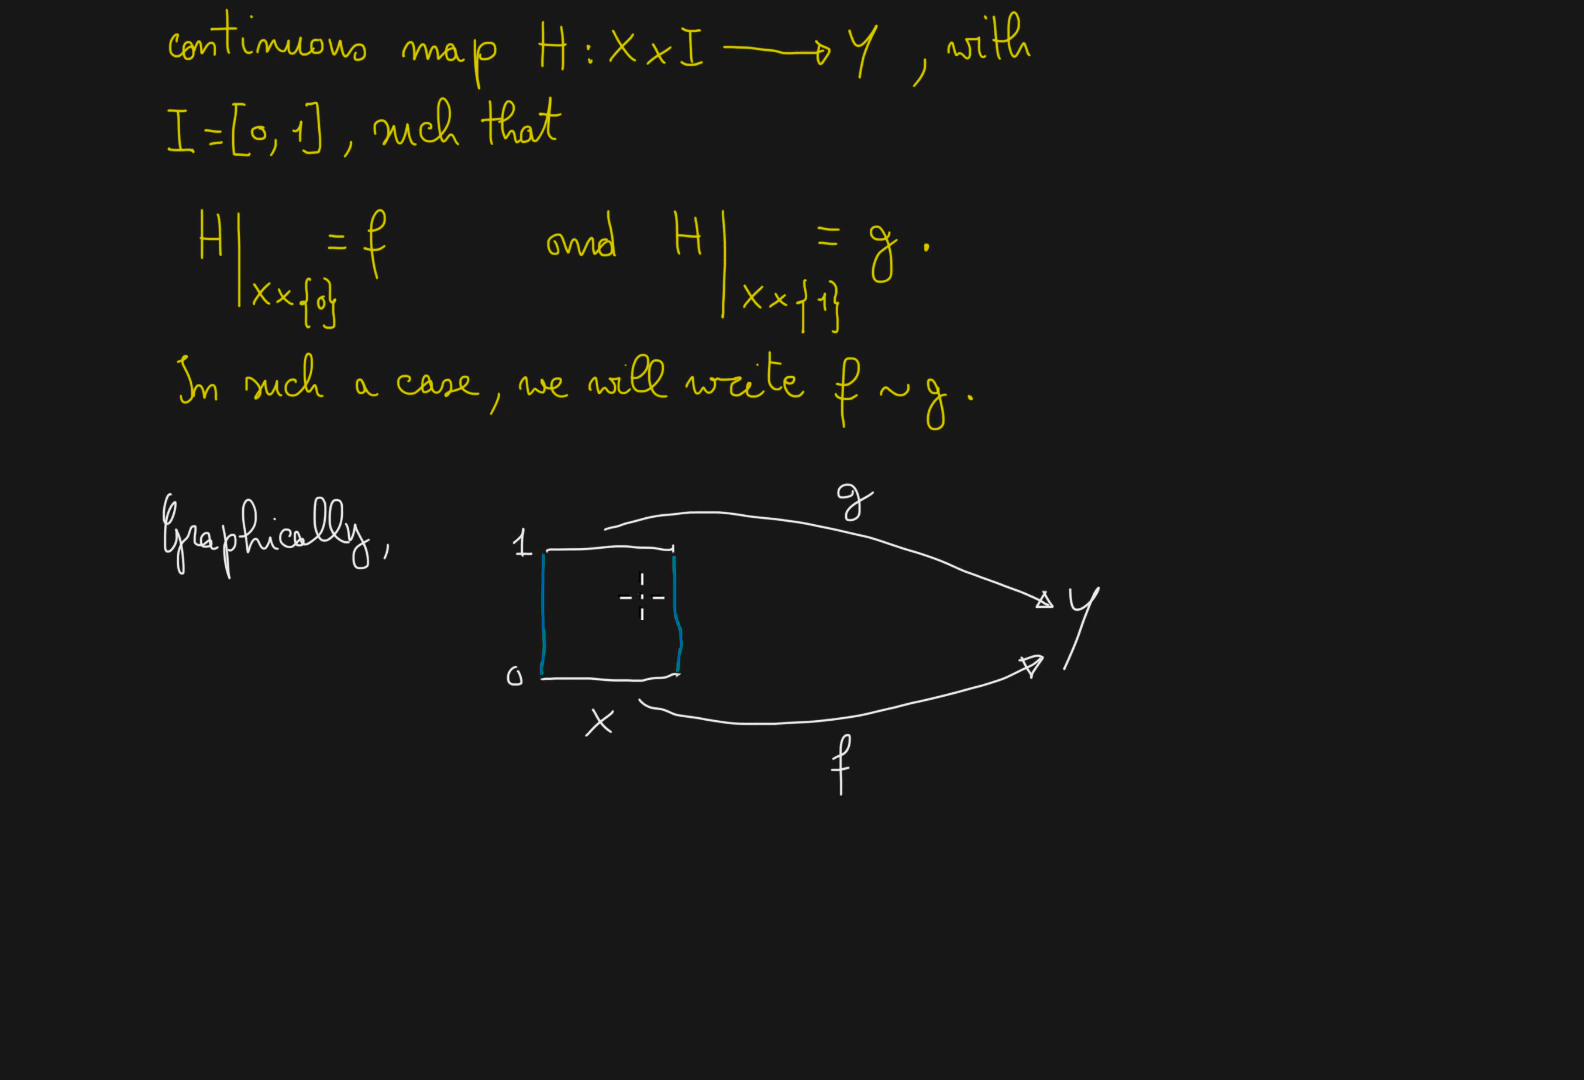 continuous map H : X × I ⟶ Y , with
I = [0, 1] , such that
H|_{X×{0}} = f and H|_{X×{1}} = g .
In such a case, we will write f ~ g .
Graphically,
g
1
Y
0
X
f